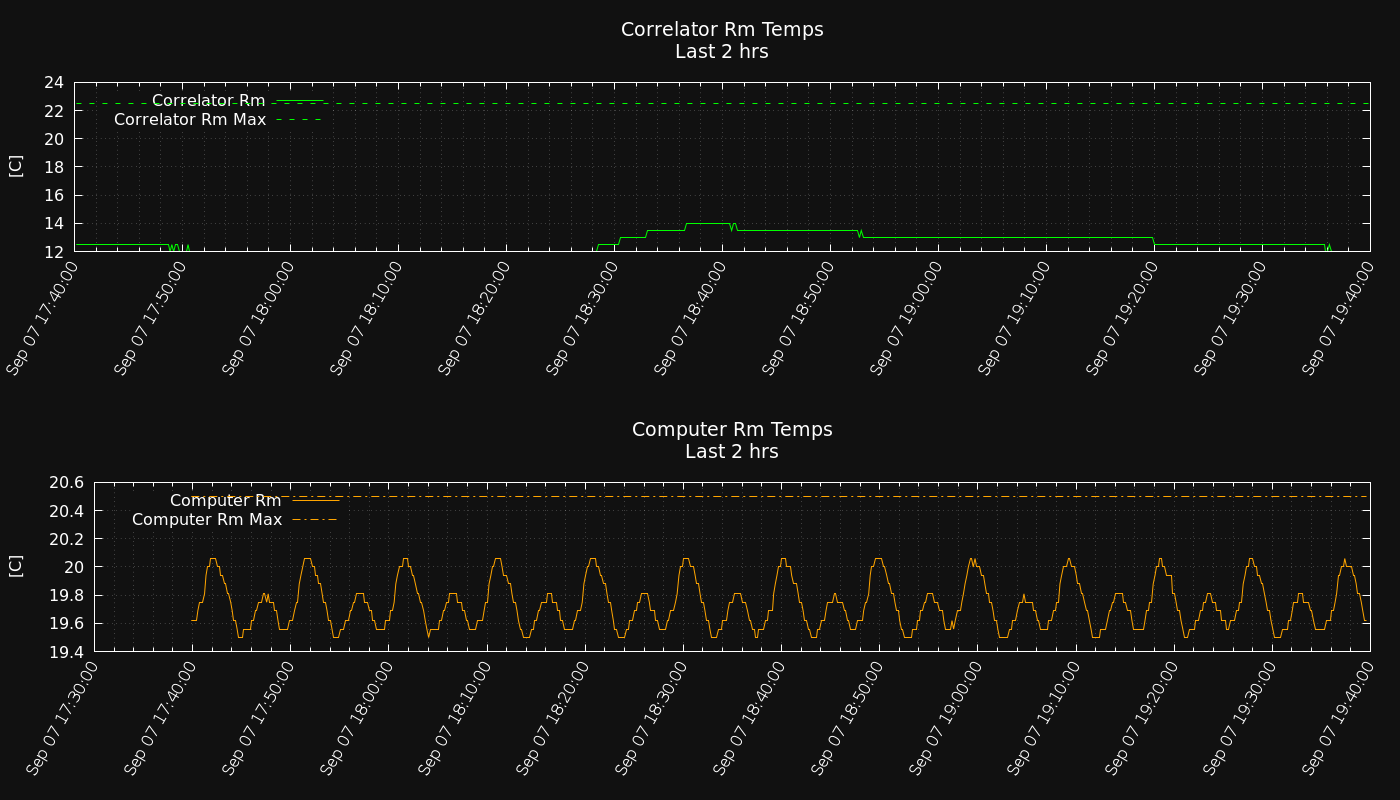 Correlator Rm Temps
Last 2 hrs
[C]
24
22
20
18
16
14
12
Correlator Rm
Correlator Rm Max
Sep 07 17:40:00
Sep 07 17:50:00
Sep 07 18:00:00
Sep 07 18:10:00
Sep 07 18:20:00
Sep 07 18:30:00
Sep 07 18:40:00
Sep 07 18:50:00
Sep 07 19:00:00
Sep 07 19:10:00
Sep 07 19:20:00
Sep 07 19:30:00
Sep 07 19:40:00
Computer Rm Temps
Last 2 hrs
[C]
20.6
20.4
20.2
20
19.8
19.6
19.4
Computer Rm
Computer Rm Max
Sep 07 17:30:00
Sep 07 17:40:00
Sep 07 17:50:00
Sep 07 18:00:00
Sep 07 18:10:00
Sep 07 18:20:00
Sep 07 18:30:00
Sep 07 18:40:00
Sep 07 18:50:00
Sep 07 19:00:00
Sep 07 19:10:00
Sep 07 19:20:00
Sep 07 19:30:00
Sep 07 19:40:00